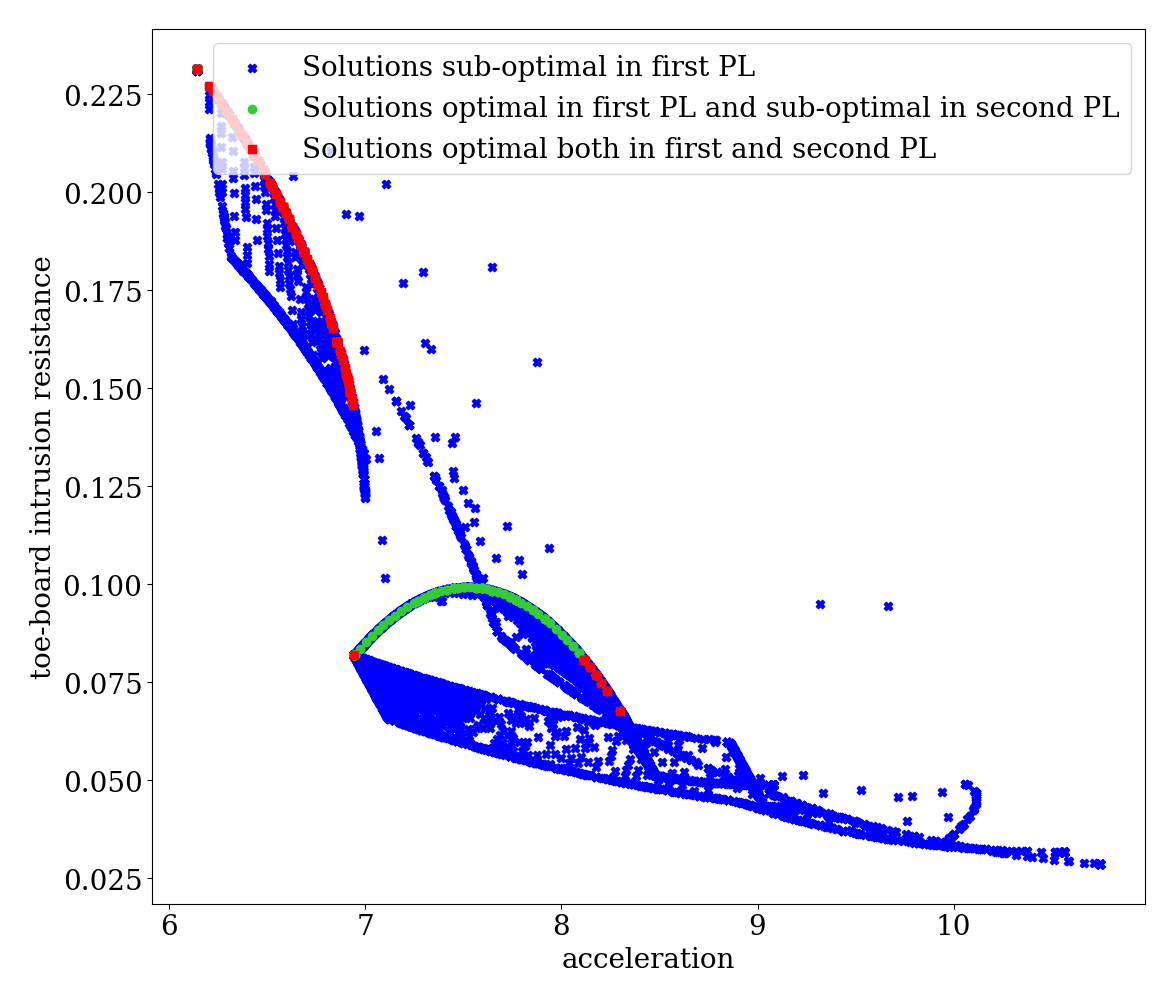 Solutions sub-optimal in first PL
Solutions optimal in first PL and sub-optimal in second PL
Solutions optimal both in first and second PL
toe-board intrusion resistance
0.225
0.200
0.175
0.150
0.125
0.100
0.075
0.050
0.025
6 7 8 9 10
acceleration